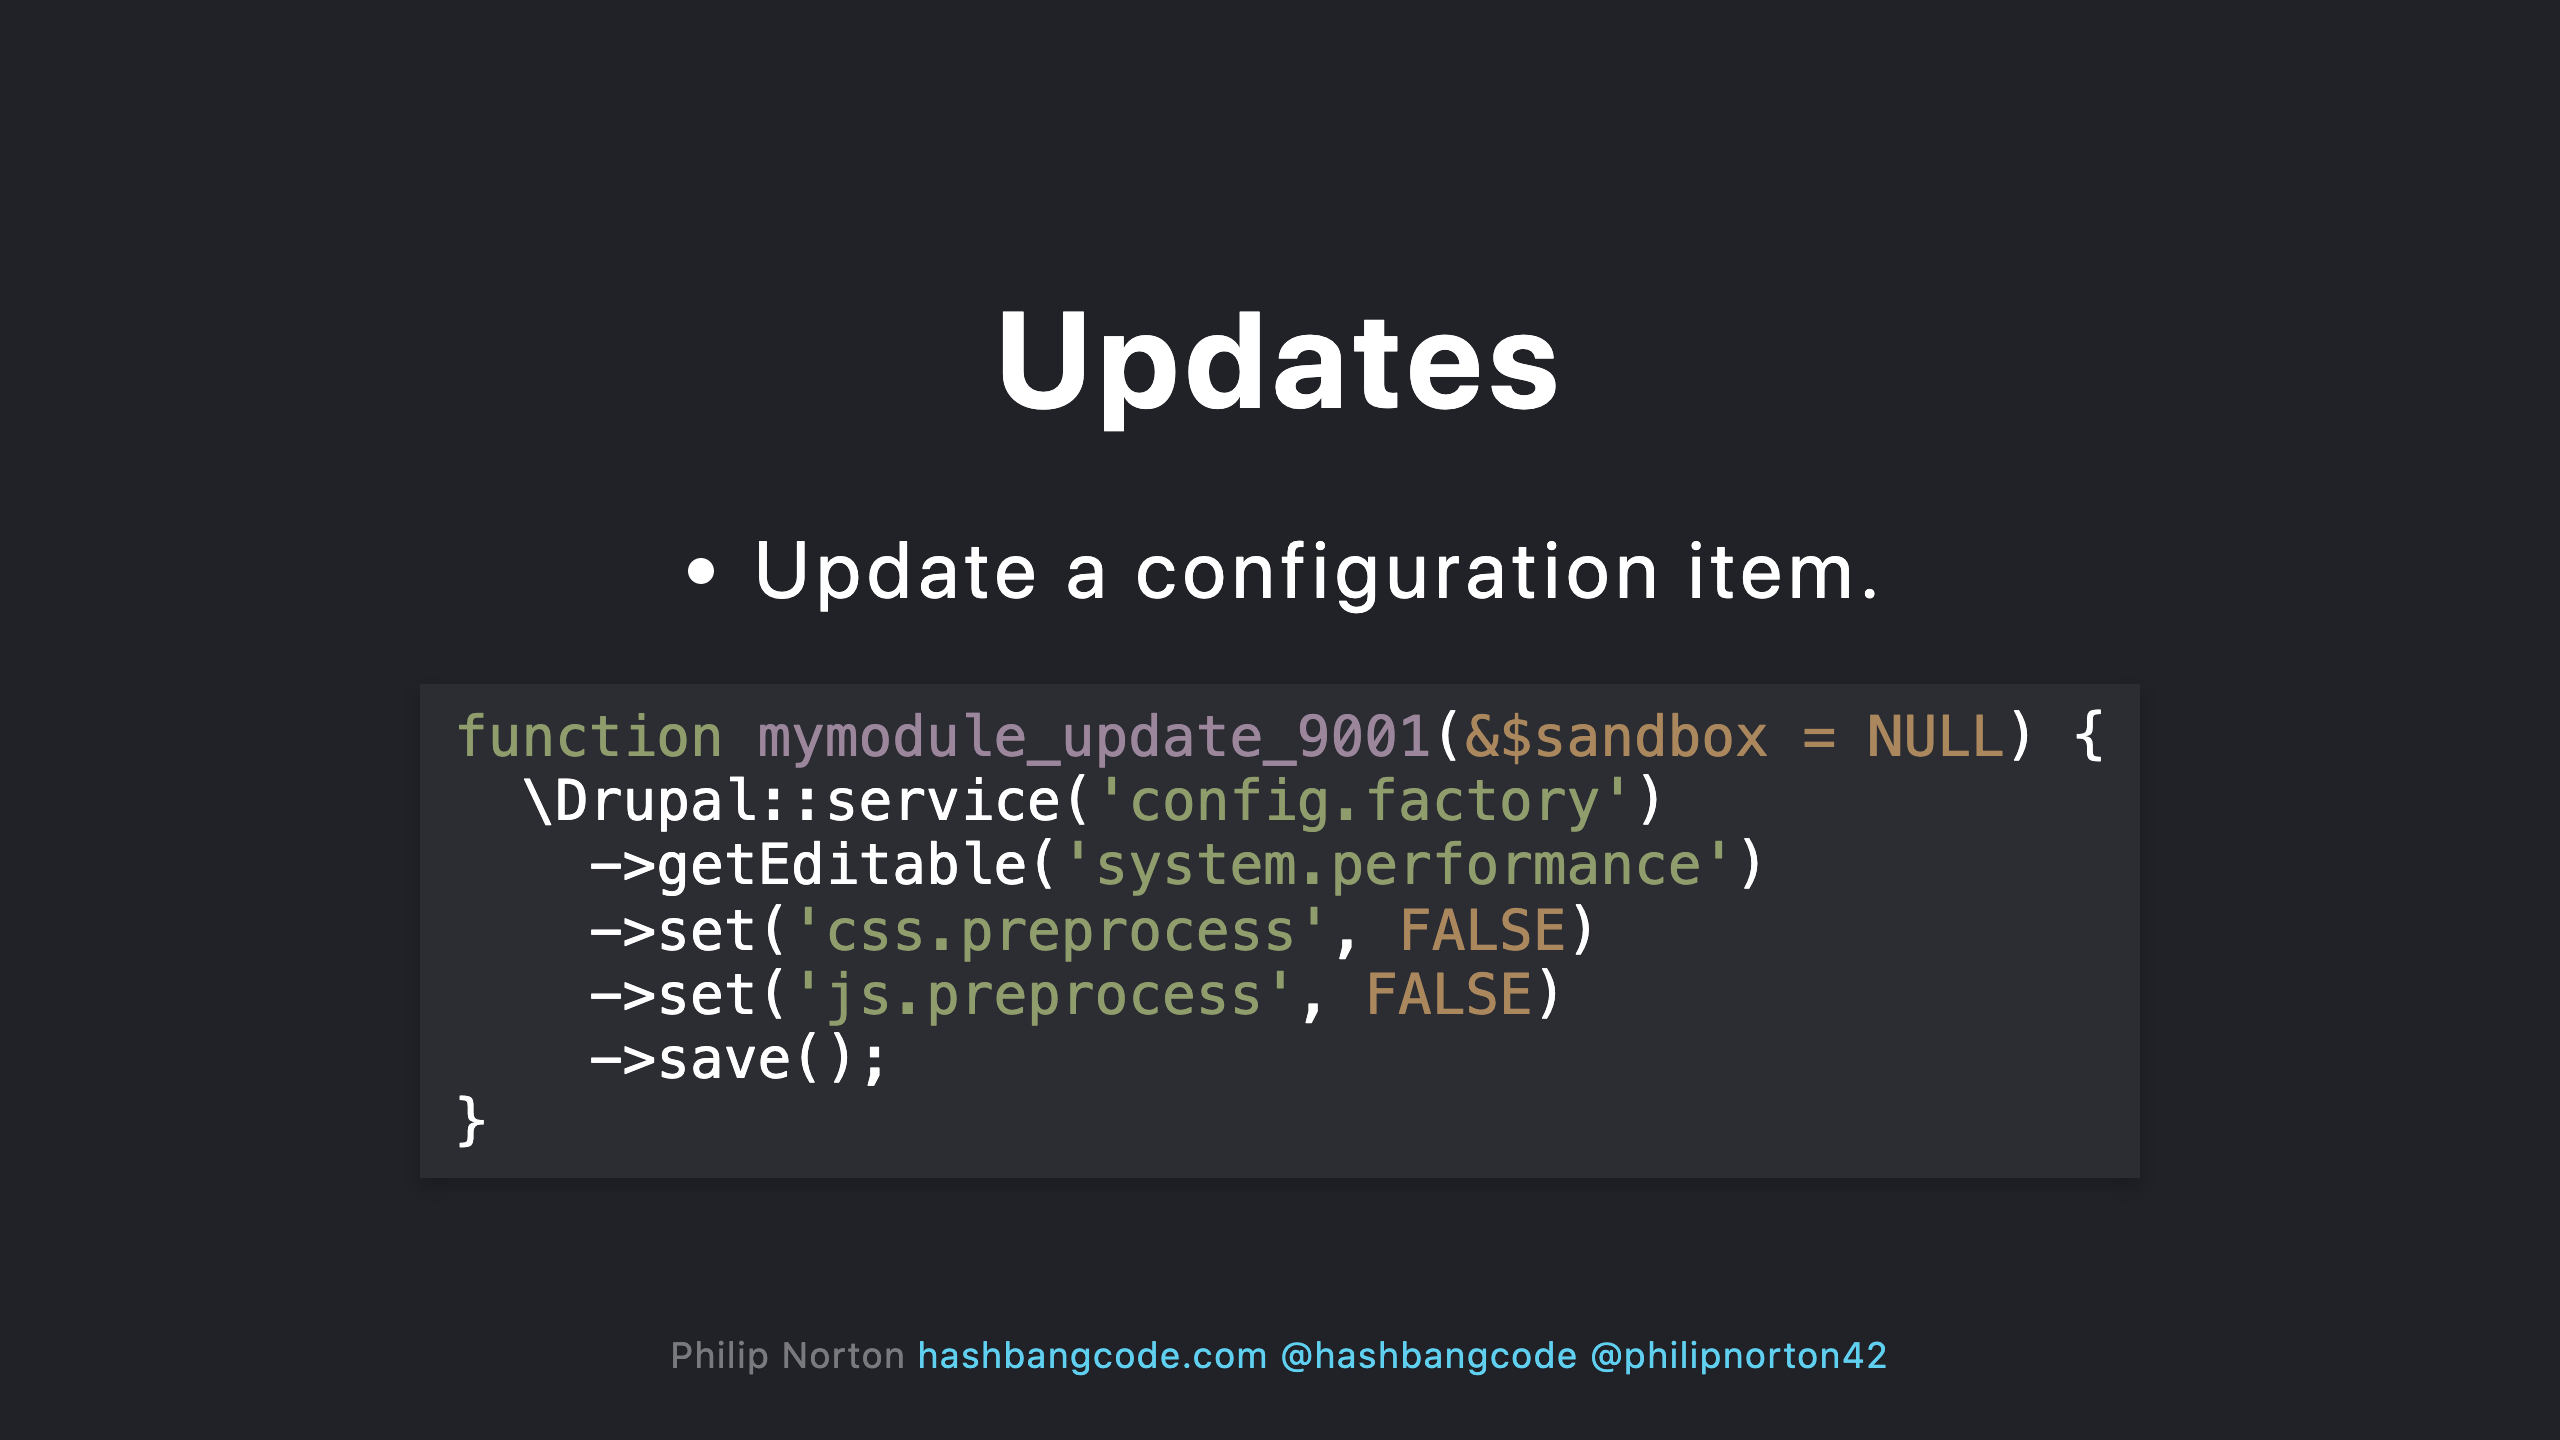 Updates
• Update a configuration item.
function mymodule_update_9001(&$sandbox = NULL) {
  \Drupal::service('config.factory')
    ->getEditable('system.performance')
    ->set('css.preprocess', FALSE)
    ->set('js.preprocess', FALSE)
    ->save();
}
Philip Norton hashbangcode.com @hashbangcode @philipnorton42